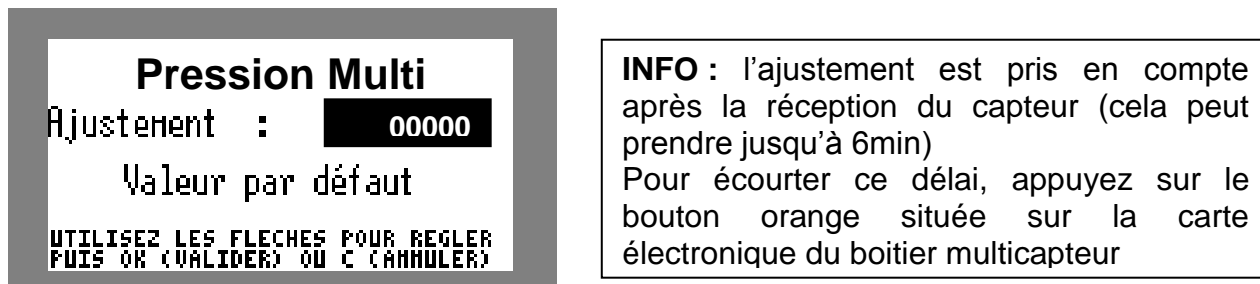 Pression Multi
Ajustement : 00000
Valeur par défaut
UTILISEZ LES FLECHES POUR REGLER
PUIS OK (VALIDER) OU C (ANNULER)
INFO : l'ajustement est pris en compte
après la réception du capteur (cela peut
prendre jusqu'à 6min)
Pour écourter ce délai, appuyez sur le
bouton orange située sur la carte
électronique du boitier multicapteur